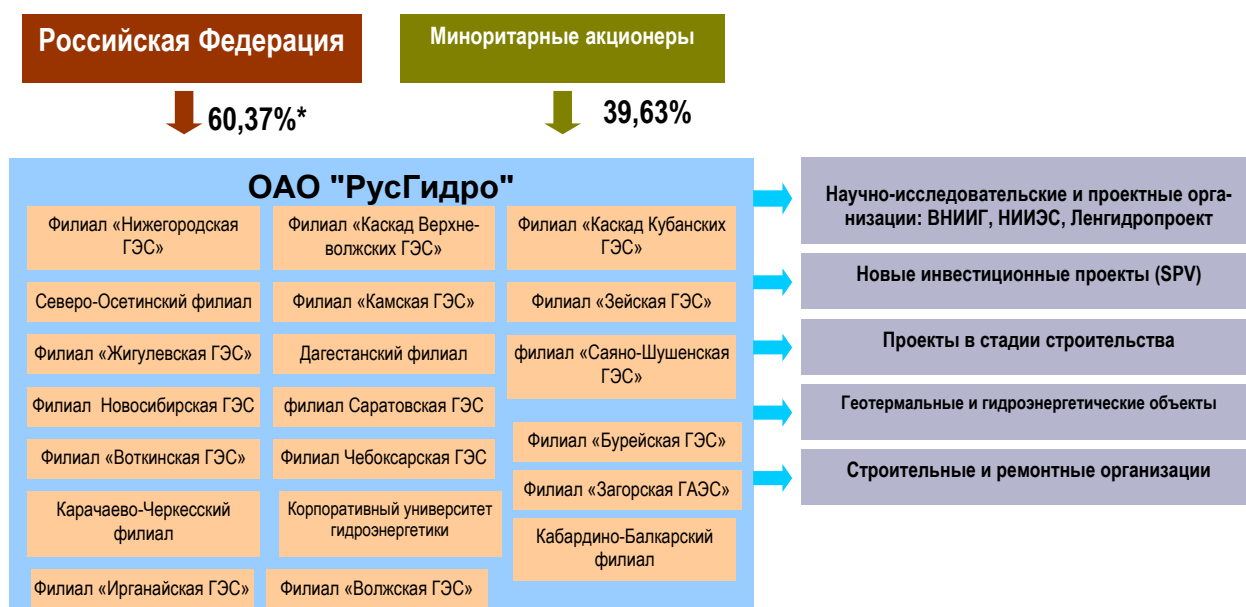 Российская Федерация
Миноритарные акционеры
60,37%*
39,63%
ОАО "РусГидро"
Филиал «Нижегородская
ГЭС»
Филиал «Каскад Верхне-
волжских ГЭС»
Филиал «Каскад Кубанских
ГЭС»
Северо-Осетинский филиал
Филиал «Камская ГЭС»
Филиал «Зейская ГЭС»
Филиал «Жигулевская ГЭС»
Дагестанский филиал
филиал «Саяно-Шушенская
ГЭС»
Филиал Новосибирская ГЭС
филиал Саратовская ГЭС
Филиал «Бурейская ГЭС»
Филиал «Воткинская ГЭС»
Филиал Чебоксарская ГЭС
Филиал «Загорская ГАЭС»
Карачаево-Черкесский
филиал
Корпоративный университет
гидроэнергетики
Кабардино-Балкарский
филиал
Филиал «Ирганайская ГЭС»
Филиал «Волжская ГЭС»
Научно-исследовательские и проектные орга-
низации: ВНИИГ, НИИЭС, Ленгидропроект
Новые инвестиционные проекты (SPV)
Проекты в стадии строительства
Геотермальные и гидроэнергетические объекты
Строительные и ремонтные организации